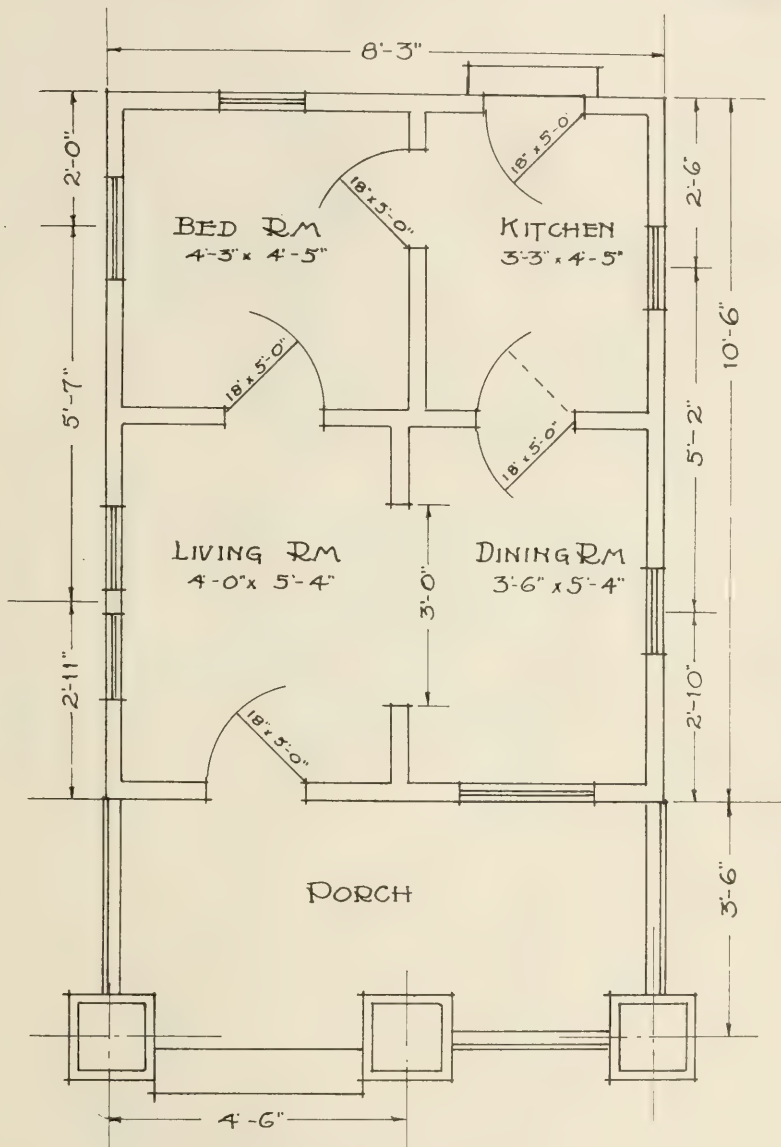 8'-3"
2'-0"
18" x 5'-0"
18" x 5'-0"
2'-6"
BED RM
4'-3" x 4'-5"
KITCHEN
3'-3" x 4'-5"
10'-6"
18" x 5'-0"
5'-7"
5'-2"
18" x 5'-0"
LIVING RM
4'-0" x 5'-4"
3'-0"
DINING RM
3'-6" x 5'-4"
2'-11"
18" x 5'-0"
2'-10"
PORCH
3'-6"
4'-6"